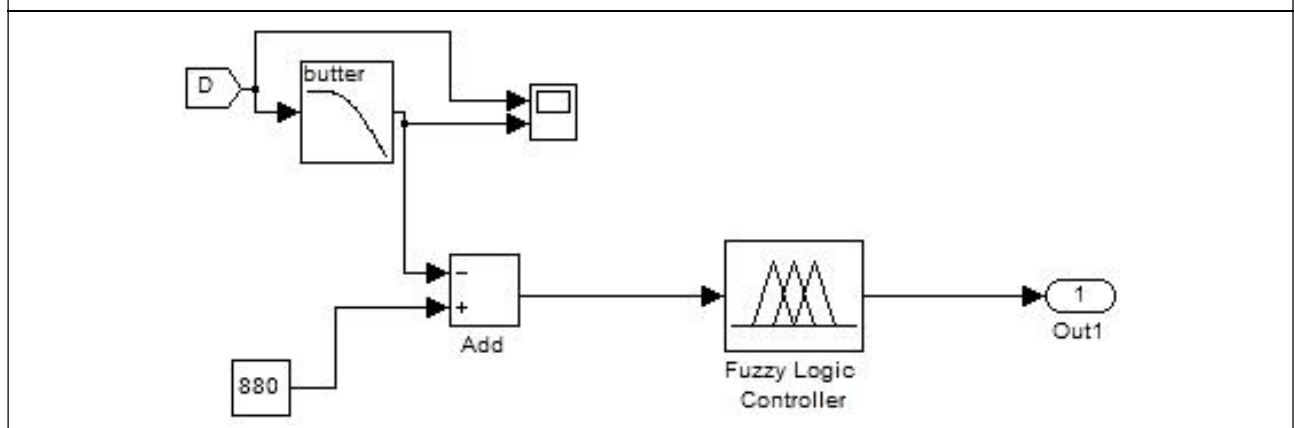 butter
D
−
+
Add
880
Fuzzy Logic
Controller
1
Out1